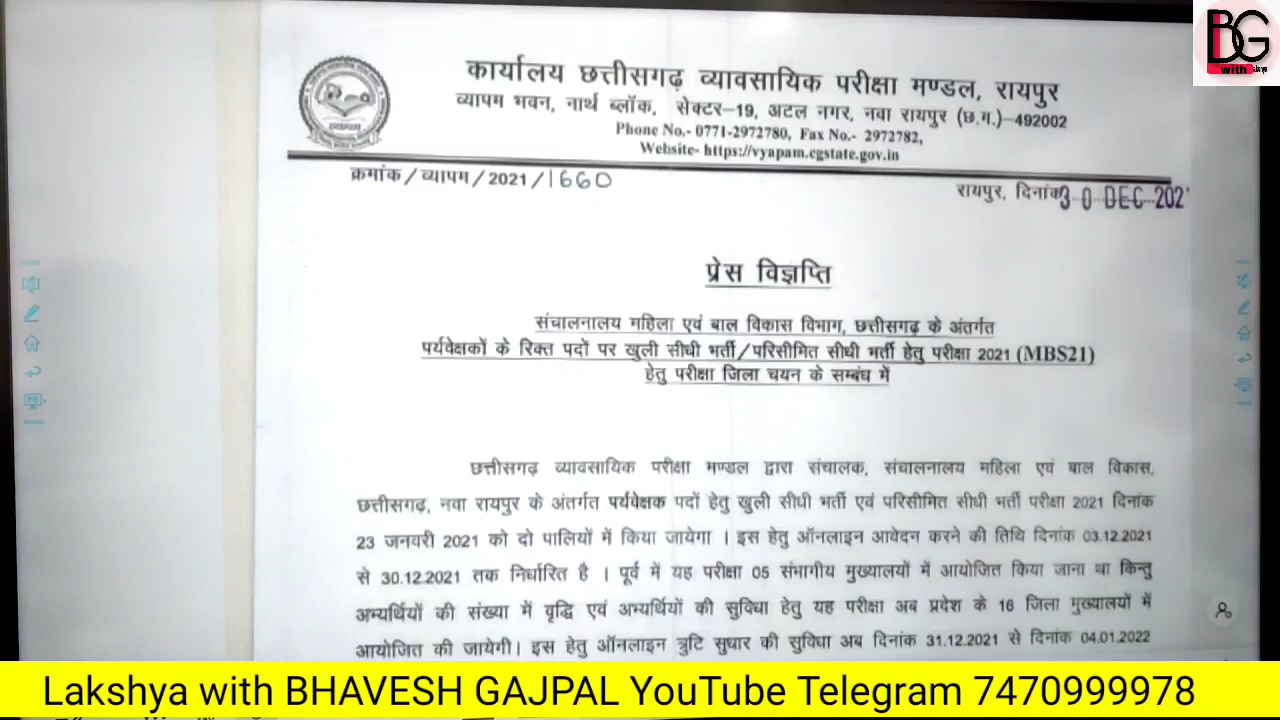 BG
with
कार्यालय छत्तीसगढ़ व्यावसायिक परीक्षा मण्डल, रायपुर
व्यापम भवन, नार्थ ब्लॉक, सेक्टर-19, अटल नगर, नवा रायपुर (छ.ग.)-492002
Phone No.- 0771-2972780, Fax No.- 2972782,
Website- https://vyapam.cgstate.gov.in
क्रमांक/व्यापम/2021/1660
रायपुर, दिनांक 30 DEC 202
प्रेस विज्ञप्ति
संचालनालय महिला एवं बाल विकास विभाग, छत्तीसगढ़ के अंतर्गत
पर्यवेक्षकों के रिक्त पदों पर खुली सीधी भर्ती/परिसीमित सीधी भर्ती हेतु परीक्षा 2021 (MBS21)
हेतु परीक्षा जिला चयन के सम्बंध में
छत्तीसगढ़ व्यावसायिक परीक्षा मण्डल द्वारा संचालक, संचालनालय महिला एवं बाल विकास,
छत्तीसगढ़, नवा रायपुर के अंतर्गत पर्यवेक्षक पदों हेतु खुली सीधी भर्ती एवं परिसीमित सीधी भर्ती परीक्षा 2021 दिनांक
23 जनवरी 2021 को दो पालियों में किया जायेगा । इस हेतु ऑनलाइन आवेदन करने की तिथि दिनांक 03.12.2021
से 30.12.2021 तक निर्धारित है । पूर्व में यह परीक्षा 05 संभागीय मुख्यालयों में आयोजित किया जाना था किन्तु
अभ्यर्थियों की संख्या में वृद्धि एवं अभ्यर्थियों की सुविधा हेतु यह परीक्षा अब प्रदेश के 16 जिला मुख्यालयों में
आयोजित की जायेगी। इस हेतु ऑनलाइन त्रुटि सुधार की सुविधा अब दिनांक 31.12.2021 से दिनांक 04.01.2022
Lakshya with BHAVESH GAJPAL YouTube Telegram 7470999978